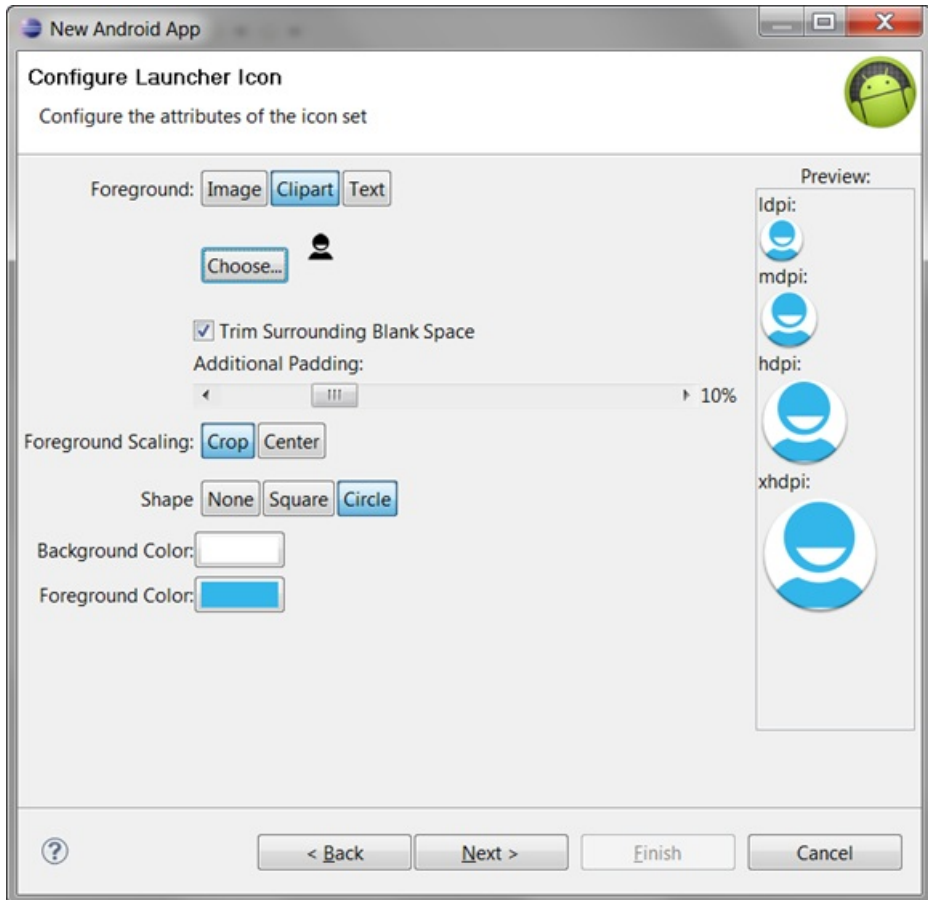 New Android App
Configure Launcher Icon
Configure the attributes of the icon set
Foreground: Image Clipart Text
Choose...
Trim Surrounding Blank Space
Additional Padding:
10%
Foreground Scaling: Crop Center
Shape None Square Circle
Background Color:
Foreground Color:
Preview:
ldpi:
mdpi:
hdpi:
xhdpi:
< Back Next > Finish Cancel